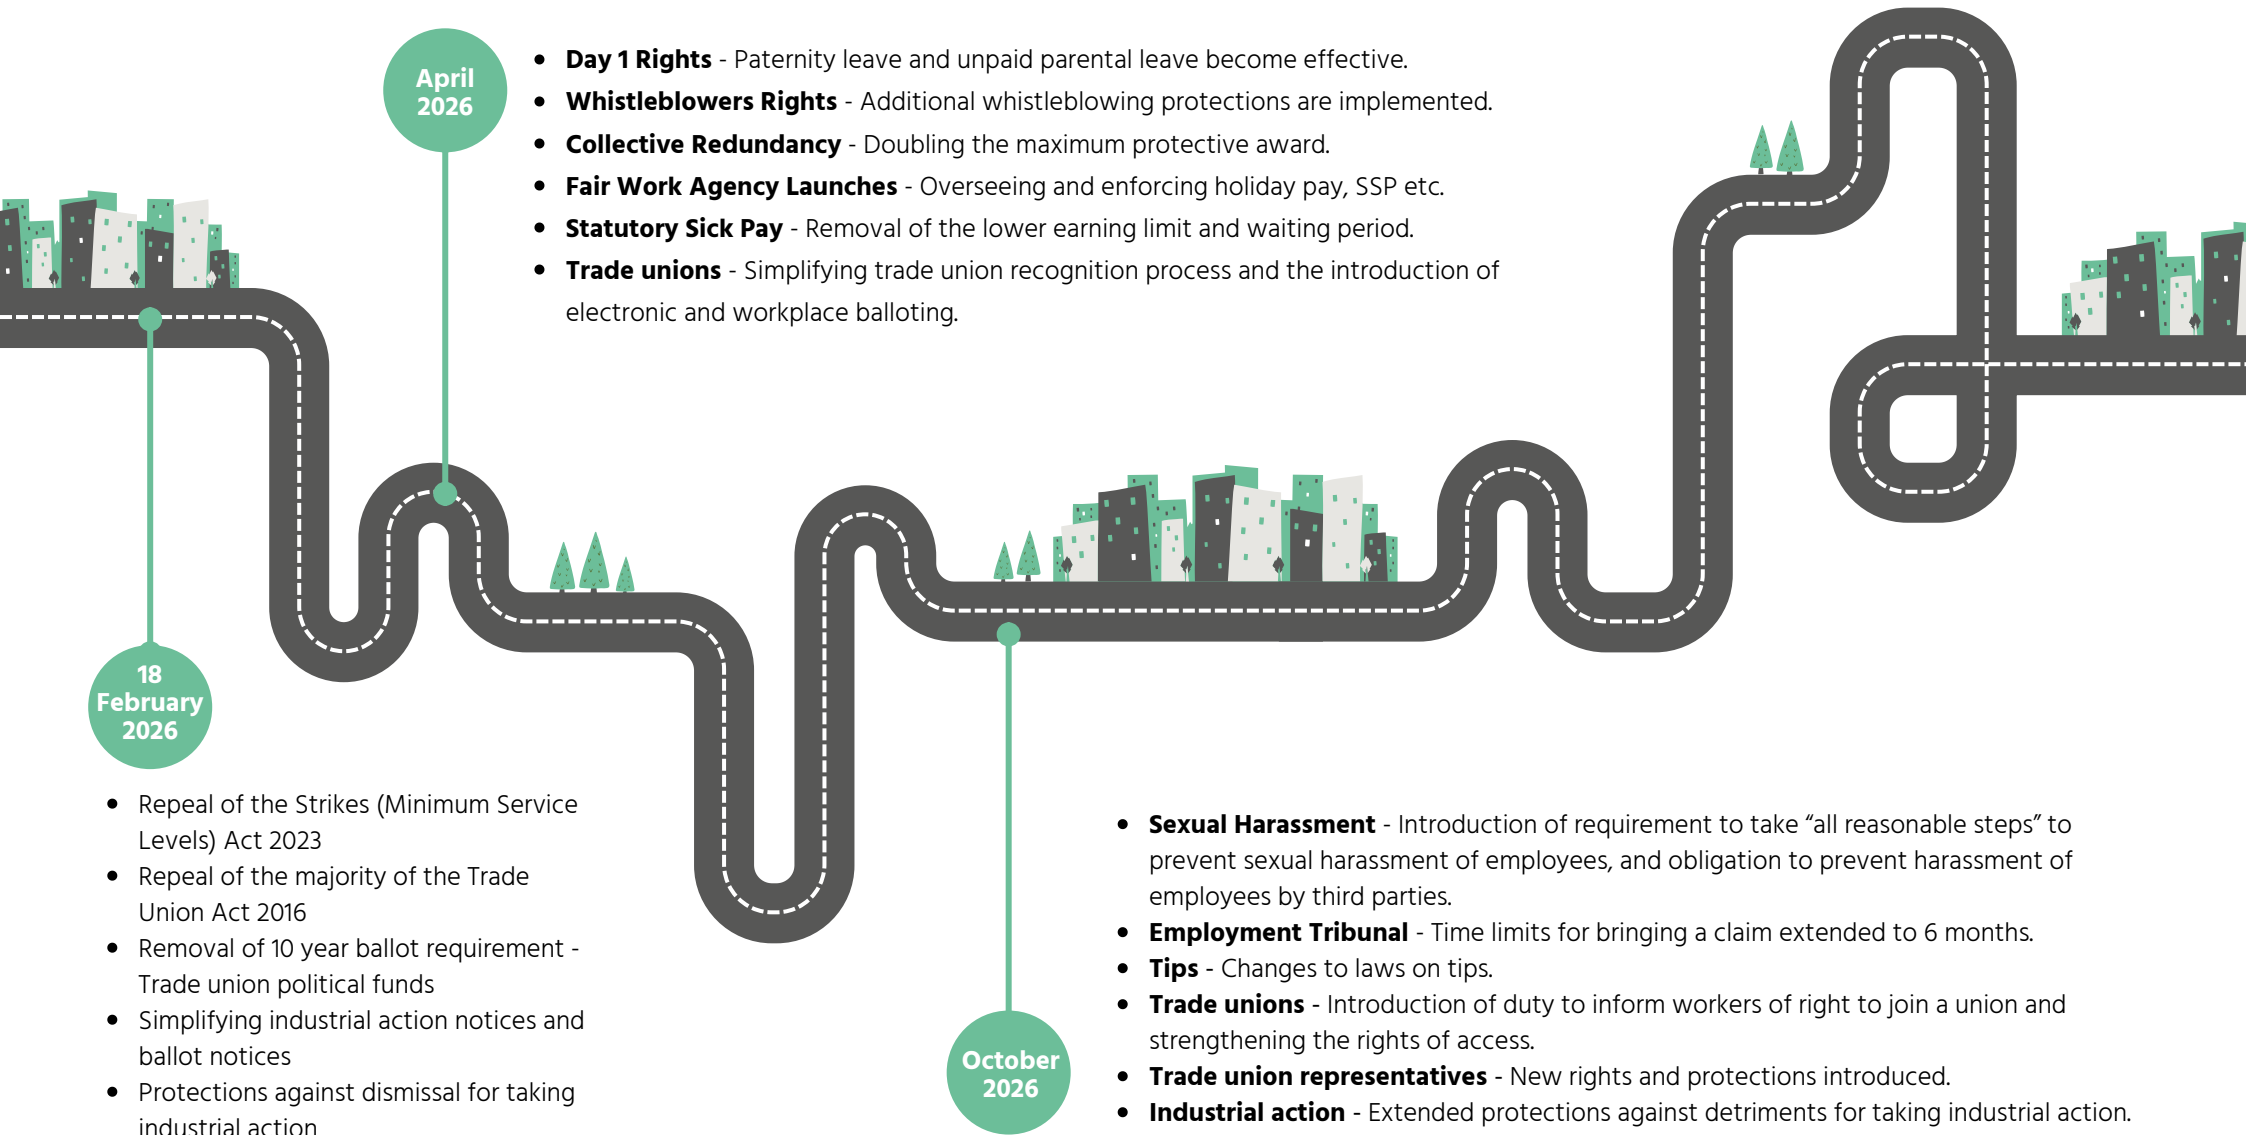 April
2026
• Day 1 Rights - Paternity leave and unpaid parental leave become effective.
• Whistleblowers Rights - Additional whistleblowing protections are implemented.
• Collective Redundancy - Doubling the maximum protective award.
• Fair Work Agency Launches - Overseeing and enforcing holiday pay, SSP etc.
• Statutory Sick Pay - Removal of the lower earning limit and waiting period.
• Trade unions - Simplifying trade union recognition process and the introduction of
electronic and workplace balloting.
18
February
2026
• Repeal of the Strikes (Minimum Service
Levels) Act 2023
• Repeal of the majority of the Trade
Union Act 2016
• Removal of 10 year ballot requirement -
Trade union political funds
• Simplifying industrial action notices and
ballot notices
• Protections against dismissal for taking
industrial action
October
2026
• Sexual Harassment - Introduction of requirement to take “all reasonable steps” to
prevent sexual harassment of employees, and obligation to prevent harassment of
employees by third parties.
• Employment Tribunal - Time limits for bringing a claim extended to 6 months.
• Tips - Changes to laws on tips.
• Trade unions - Introduction of duty to inform workers of right to join a union and
strengthening the rights of access.
• Trade union representatives - New rights and protections introduced.
• Industrial action - Extended protections against detriments for taking industrial action.